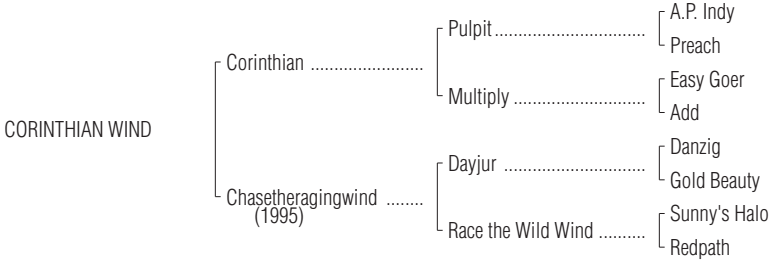 A.P. Indy
Pulpit..................................
Preach
Corinthian .......................
Easy Goer
Multiply ..............................
Add
CORINTHIAN WIND
Danzig
Dayjur ................................
Gold Beauty
Chasetheragingwind ........
(1995)
Sunny's Halo
Race the Wild Wind ..........
Redpath